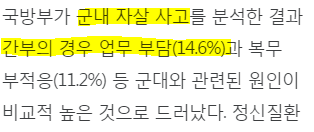 국방부가 군내 자살 사고를 분석한 결과
간부의 경우 업무 부담(14.6%)과 복무
부적응(11.2%) 등 군대와 관련된 원인이
비교적 높은 것으로 드러났다. 정신질환